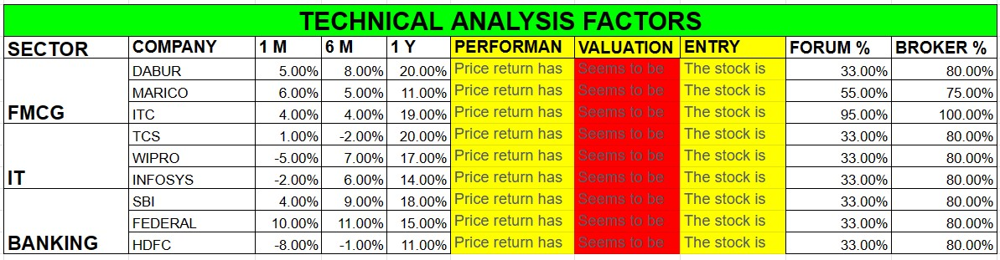 TECHNICAL ANALYSIS FACTORS
SECTOR COMPANY 1 M 6 M 1 Y PERFORMAN VALUATION ENTRY FORUM % BROKER %
DABUR 5.00% 8.00% 20.00% Price return has Seems to be The stock is 33.00% 80.00%
MARICO 6.00% 5.00% 11.00% Price return has Seems to be The stock is 55.00% 75.00%
FMCG ITC 4.00% 4.00% 19.00% Price return has Seems to be The stock is 95.00% 100.00%
TCS 1.00% -2.00% 20.00% Price return has Seems to be The stock is 33.00% 80.00%
WIPRO -5.00% 7.00% 17.00% Price return has Seems to be The stock is 33.00% 80.00%
IT INFOSYS -2.00% 6.00% 14.00% Price return has Seems to be The stock is 33.00% 80.00%
SBI 4.00% 9.00% 18.00% Price return has Seems to be The stock is 33.00% 80.00%
FEDERAL 10.00% 11.00% 15.00% Price return has Seems to be The stock is 33.00% 80.00%
BANKING HDFC -8.00% -1.00% 11.00% Price return has Seems to be The stock is 33.00% 80.00%